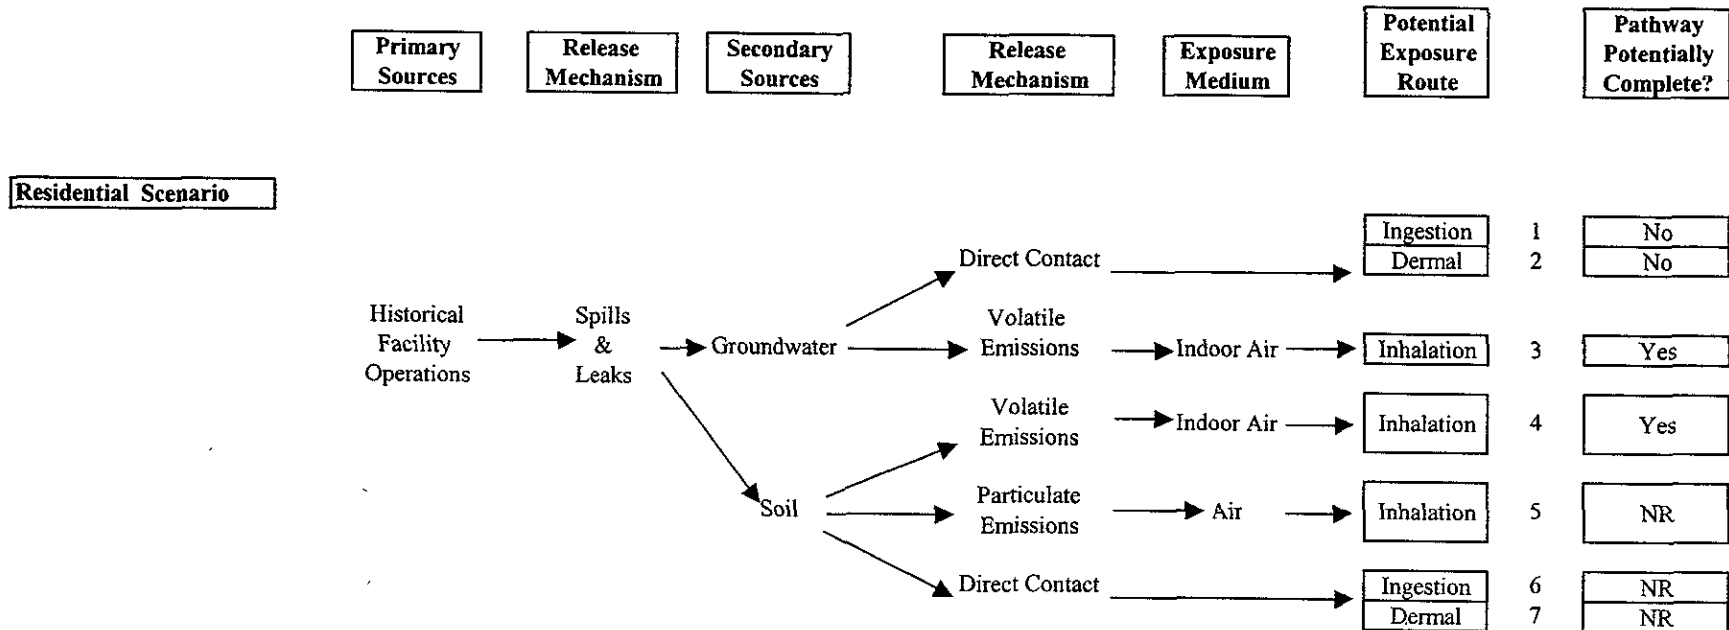 Primary Sources
Release Mechanism
Secondary Sources
Release Mechanism
Exposure Medium
Potential Exposure Route
Pathway Potentially Complete?
Residential Scenario
Historical Facility Operations
Spills & Leaks
Groundwater
Direct Contact
Ingestion 1 No
Dermal 2 No
Volatile Emissions
Indoor Air
Inhalation 3 Yes
Soil
Volatile Emissions
Indoor Air
Inhalation 4 Yes
Particulate Emissions
Air
Inhalation 5 NR
Direct Contact
Ingestion 6 NR
Dermal 7 NR